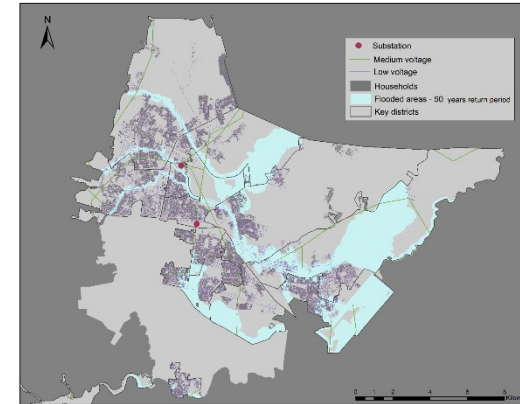 N
Substation
Medium voltage
Low voltage
Households
Flooded areas - 50 years return period
Key districts
0 1 2 4 6 8